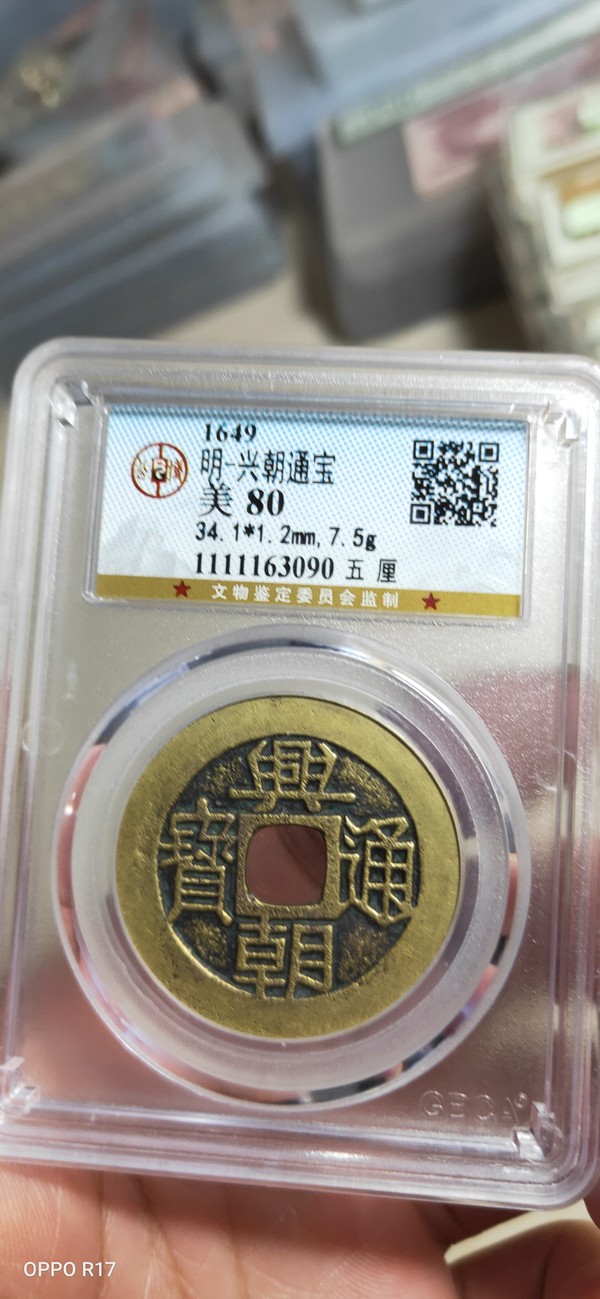 1649
明-兴朝通宝
美 80
34.1*1.2mm,7.5g
1111163090 五 厘
★ 文物鉴定委员会监制 ★
興
寶 通
朝
GBCA
OPPO R17